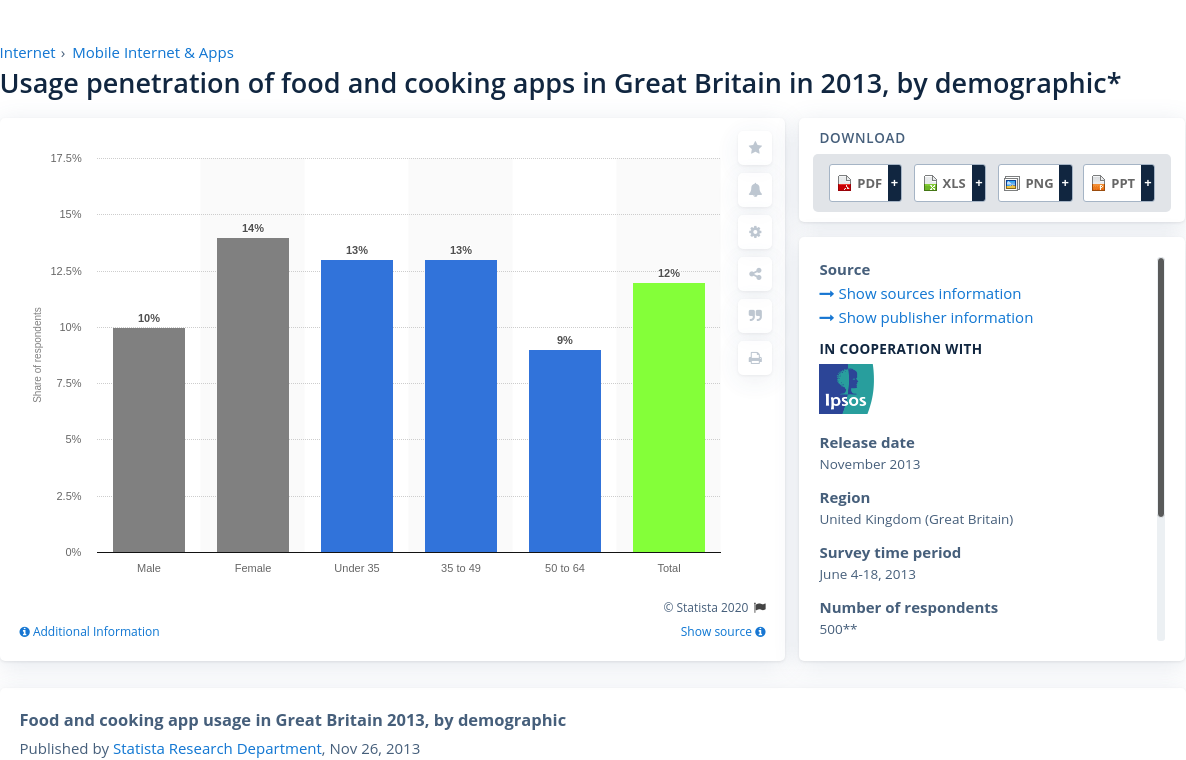 Internet › Mobile Internet & Apps
Usage penetration of food and cooking apps in Great Britain in 2013, by demographic*
17.5%
15%
12.5%
10%
7.5%
5%
2.5%
0%
Share of respondents
10%
14%
13%
13%
9%
12%
Male
Female
Under 35
35 to 49
50 to 64
Total
© Statista 2020
Additional Information
Show source
DOWNLOAD
PDF + XLS + PNG + PPT +
Source
Show sources information
Show publisher information
IN COOPERATION WITH
Ipsos
Release date
November 2013
Region
United Kingdom (Great Britain)
Survey time period
June 4-18, 2013
Number of respondents
500**
Food and cooking app usage in Great Britain 2013, by demographic
Published by Statista Research Department, Nov 26, 2013